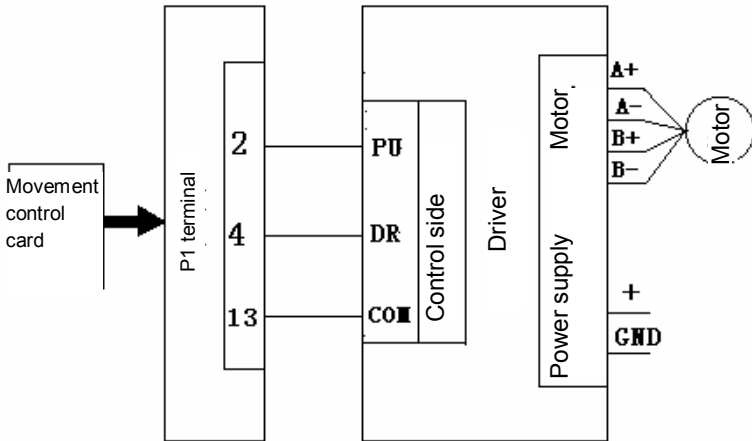 Movement
control
card
P1 terminal
2
4
13
PU
DR
COM
Control side
Driver
Motor
Power supply
A+
A-
B+
B-
Motor
+
GND